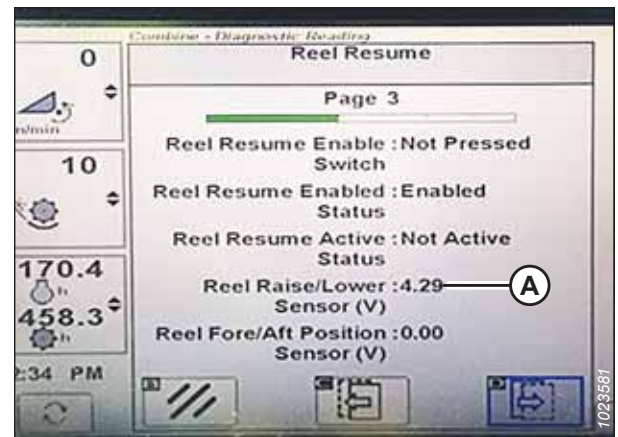 Combine - Diagnostic Reading
Reel Resume
0
n/min
10
170.4
h
458.3
h
2:34 PM
Page 3
Reel Resume Enable :Not Pressed
Switch
Reel Resume Enabled :Enabled
Status
Reel Resume Active :Not Active
Status
Reel Raise/Lower :4.29
Sensor (V)
Reel Fore/Aft Position :0.00
Sensor (V)
A
1023581